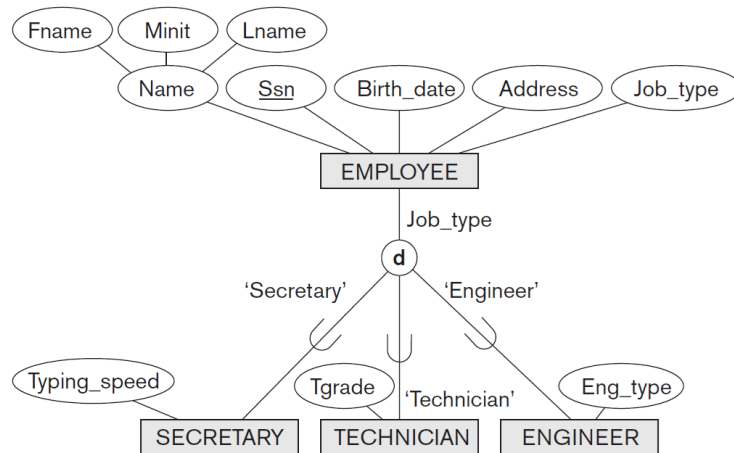 Fname Minit Lname
Name Ssn Birth_date Address Job_type
EMPLOYEE
Job_type
d
‘Secretary’ ‘Engineer’
Typing_speed Tgrade ‘Technician’ Eng_type
SECRETARY TECHNICIAN ENGINEER